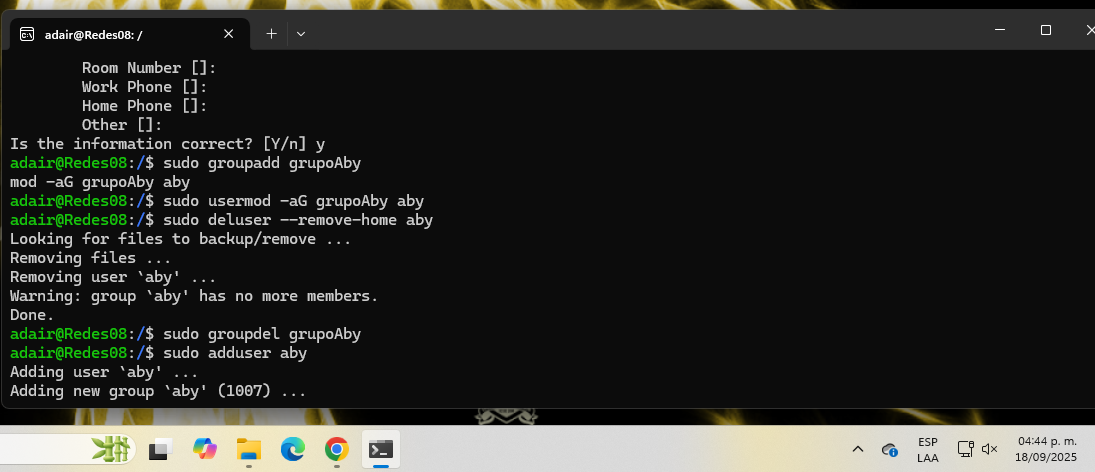 adair@Redes08: /
Room Number []:
Work Phone []:
Home Phone []:
Other []:
Is the information correct? [Y/n] y
adair@Redes08:/$ sudo groupadd grupoAby
mod -aG grupoAby aby
adair@Redes08:/$ sudo usermod -aG grupoAby aby
adair@Redes08:/$ sudo deluser --remove-home aby
Looking for files to backup/remove ...
Removing files ...
Removing user `aby' ...
Warning: group `aby' has no more members.
Done.
adair@Redes08:/$ sudo groupdel grupoAby
adair@Redes08:/$ sudo adduser aby
Adding user `aby' ...
Adding new group `aby' (1007) ...
ESP
LAA
04:44 p. m.
18/09/2025